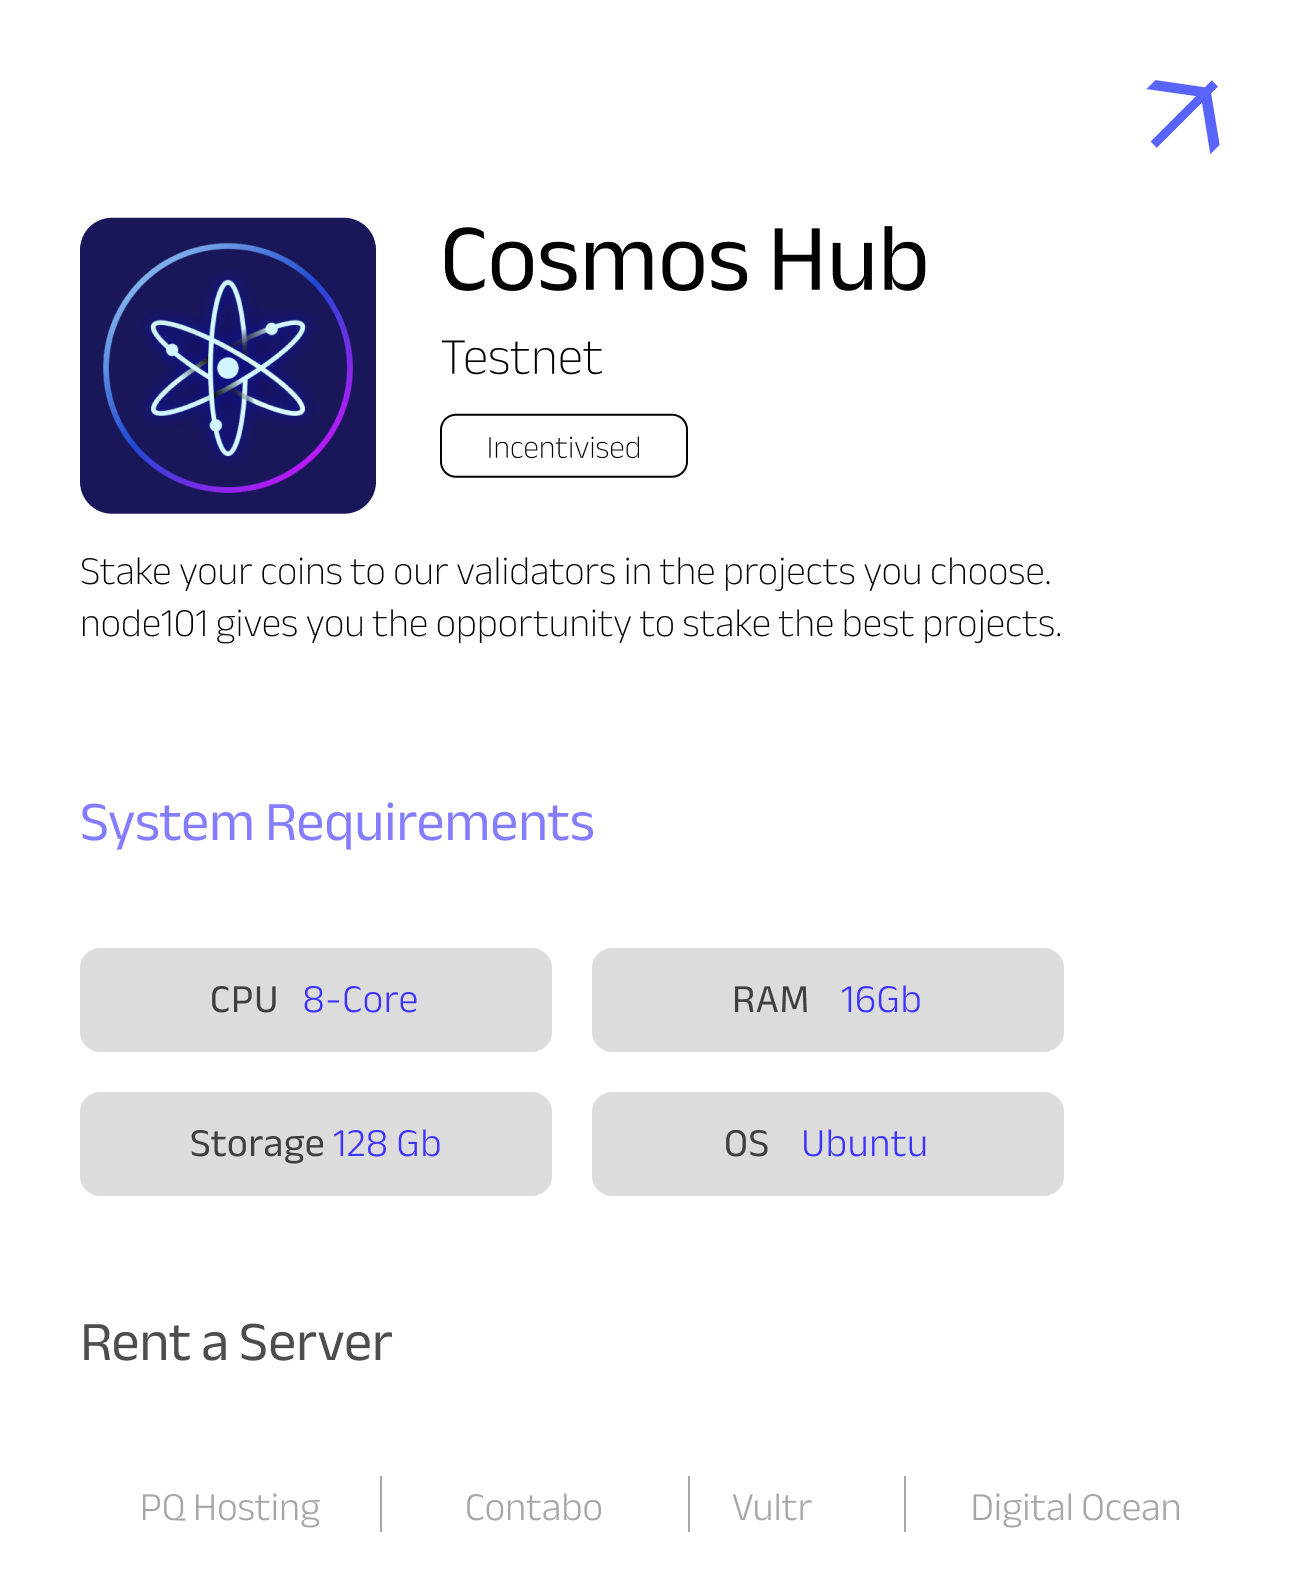 Cosmos Hub
Testnet
Incentivised
Stake your coins to our validators in the projects you choose.
node101 gives you the opportunity to stake the best projects.
System Requirements
CPU 8-Core
RAM 16Gb
Storage 128 Gb
OS Ubuntu
Rent a Server
PQ Hosting
Contabo
Vultr
Digital Ocean